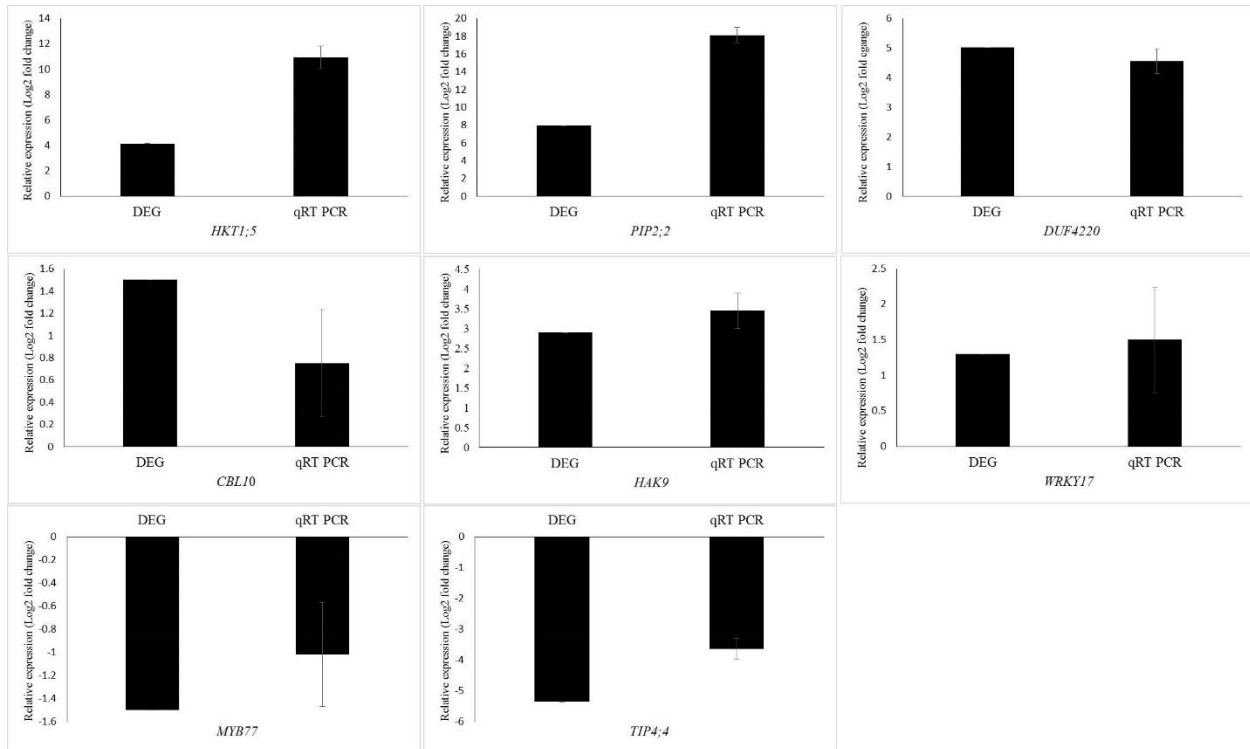 Relative expression (Log2 fold change)
14
12
10
8
6
4
2
0
DEG qRT PCR
HKT1;5
Relative expression (Log2 fold change)
20
18
16
14
12
10
8
6
4
2
0
DEG qRT PCR
PIP2;2
Relative expression (Log2 fold cgange)
6
5
4
3
2
1
0
DEG qRT PCR
DUF4220
Relative expression (Log2 fold change)
1.6
1.4
1.2
1
0.8
0.6
0.4
0.2
0
DEG qRT PCR
CBL10
Relative expression (Log2 fold change)
4.5
4
3.5
3
2.5
2
1.5
1
0.5
0
DEG qRT PCR
HAK9
Relative expression (Log2 fold change)
2.5
2
1.5
1
0.5
0
DEG qRT PCR
WRKY17
DEG qRT PCR
Relative expression (Log2 fold change)
0
-0.2
-0.4
-0.6
-0.8
-1
-1.2
-1.4
-1.6
MYB77
DEG qRT PCR
Relative expression (Log2 fold change)
0
-1
-2
-3
-4
-5
-6
TIP4;4